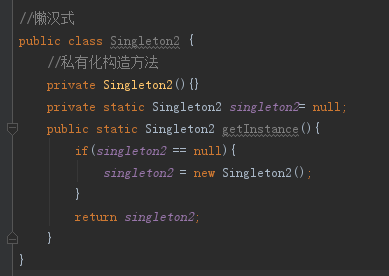 //懒汉式
public class Singleton2 {
//私有化构造方法
private Singleton2(){}
private static Singleton2 singleton2= null;
public static Singleton2 getInstance(){
if(singleton2 == null){
singleton2 = new Singleton2();
}
return singleton2;
}
}